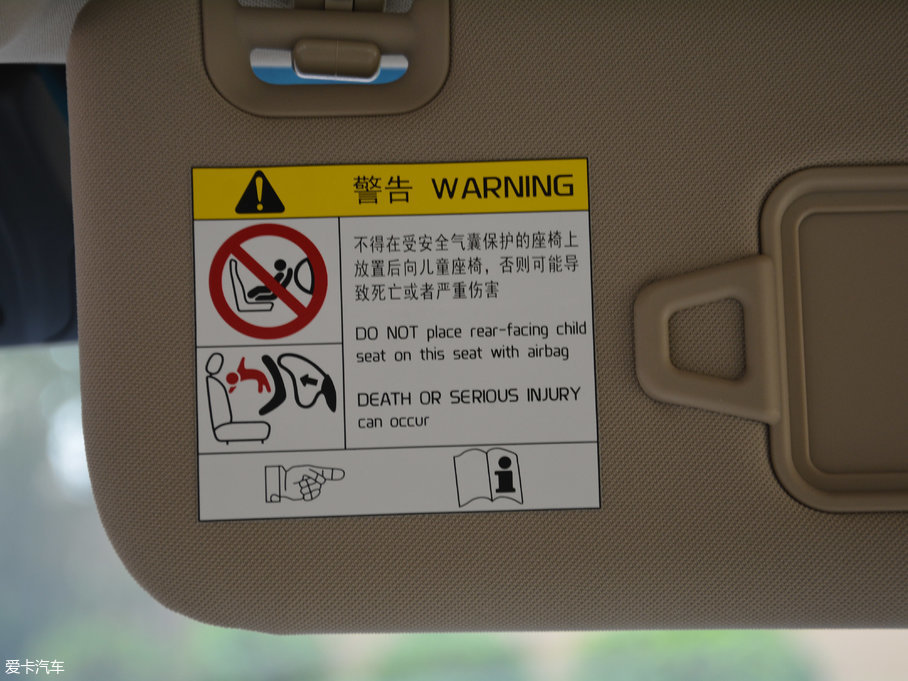 警告 WARNING
不得在受安全气囊保护的座椅上
放置后向儿童座椅，否则可能导
致死亡或者严重伤害
DO NOT place rear-facing child
seat on this seat with airbag
DEATH OR SERIOUS INJURY
can occur
爱卡汽车